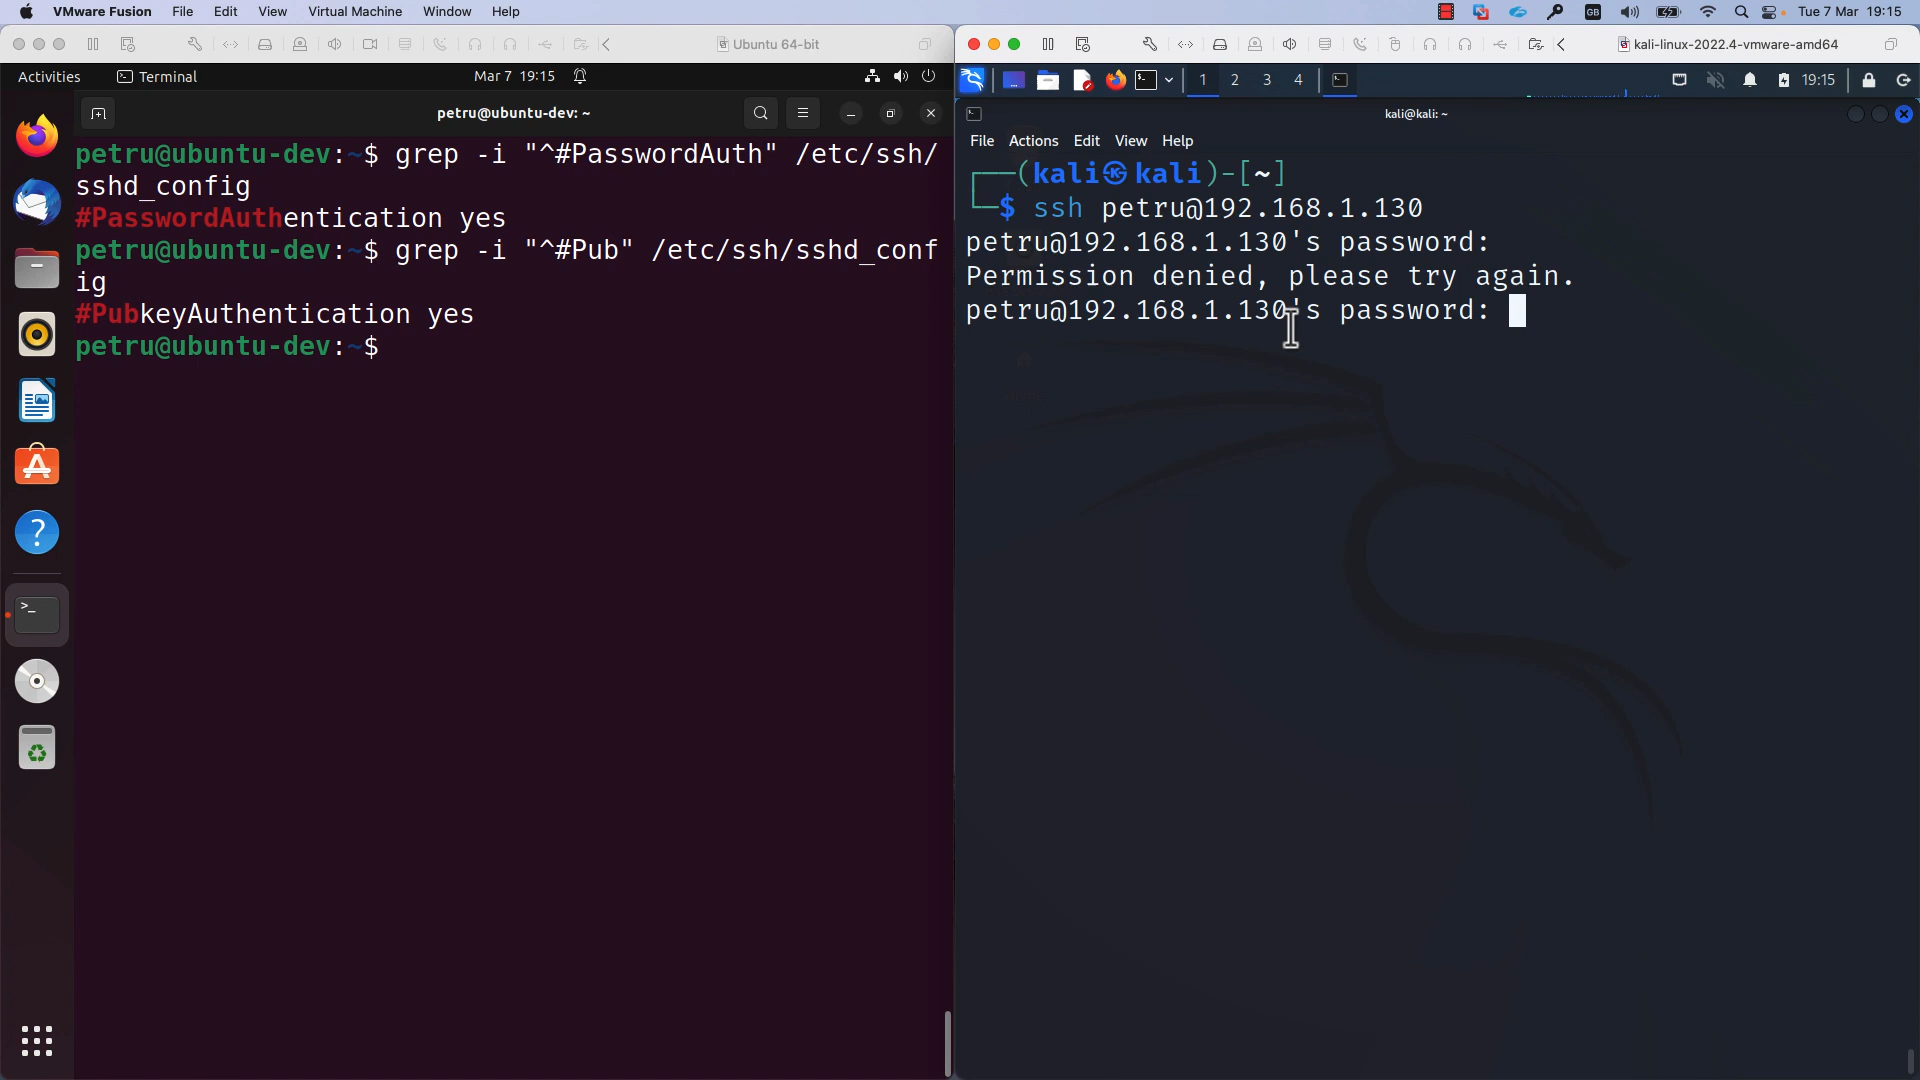 VMware Fusion File Edit View Virtual Machine Window Help GB Tue 7 Mar 19:15
Ubuntu 64-bit
kali-linux-2022.4-vmware-amd64
Activities Terminal Mar 7 19:15
1 2 3 4 19:15
petru@ubuntu-dev: ~
kali@kali: ~
File Actions Edit View Help
petru@ubuntu-dev:~$ grep -i "^#PasswordAuth" /etc/ssh/
sshd_config
#PasswordAuthentication yes
petru@ubuntu-dev:~$ grep -i "^#Pub" /etc/ssh/sshd_conf
ig
#PubkeyAuthentication yes
petru@ubuntu-dev:~$
┌──(kali㉿kali)-[~]
└─$ ssh petru@192.168.1.130
petru@192.168.1.130's password:
Permission denied, please try again.
petru@192.168.1.130's password: